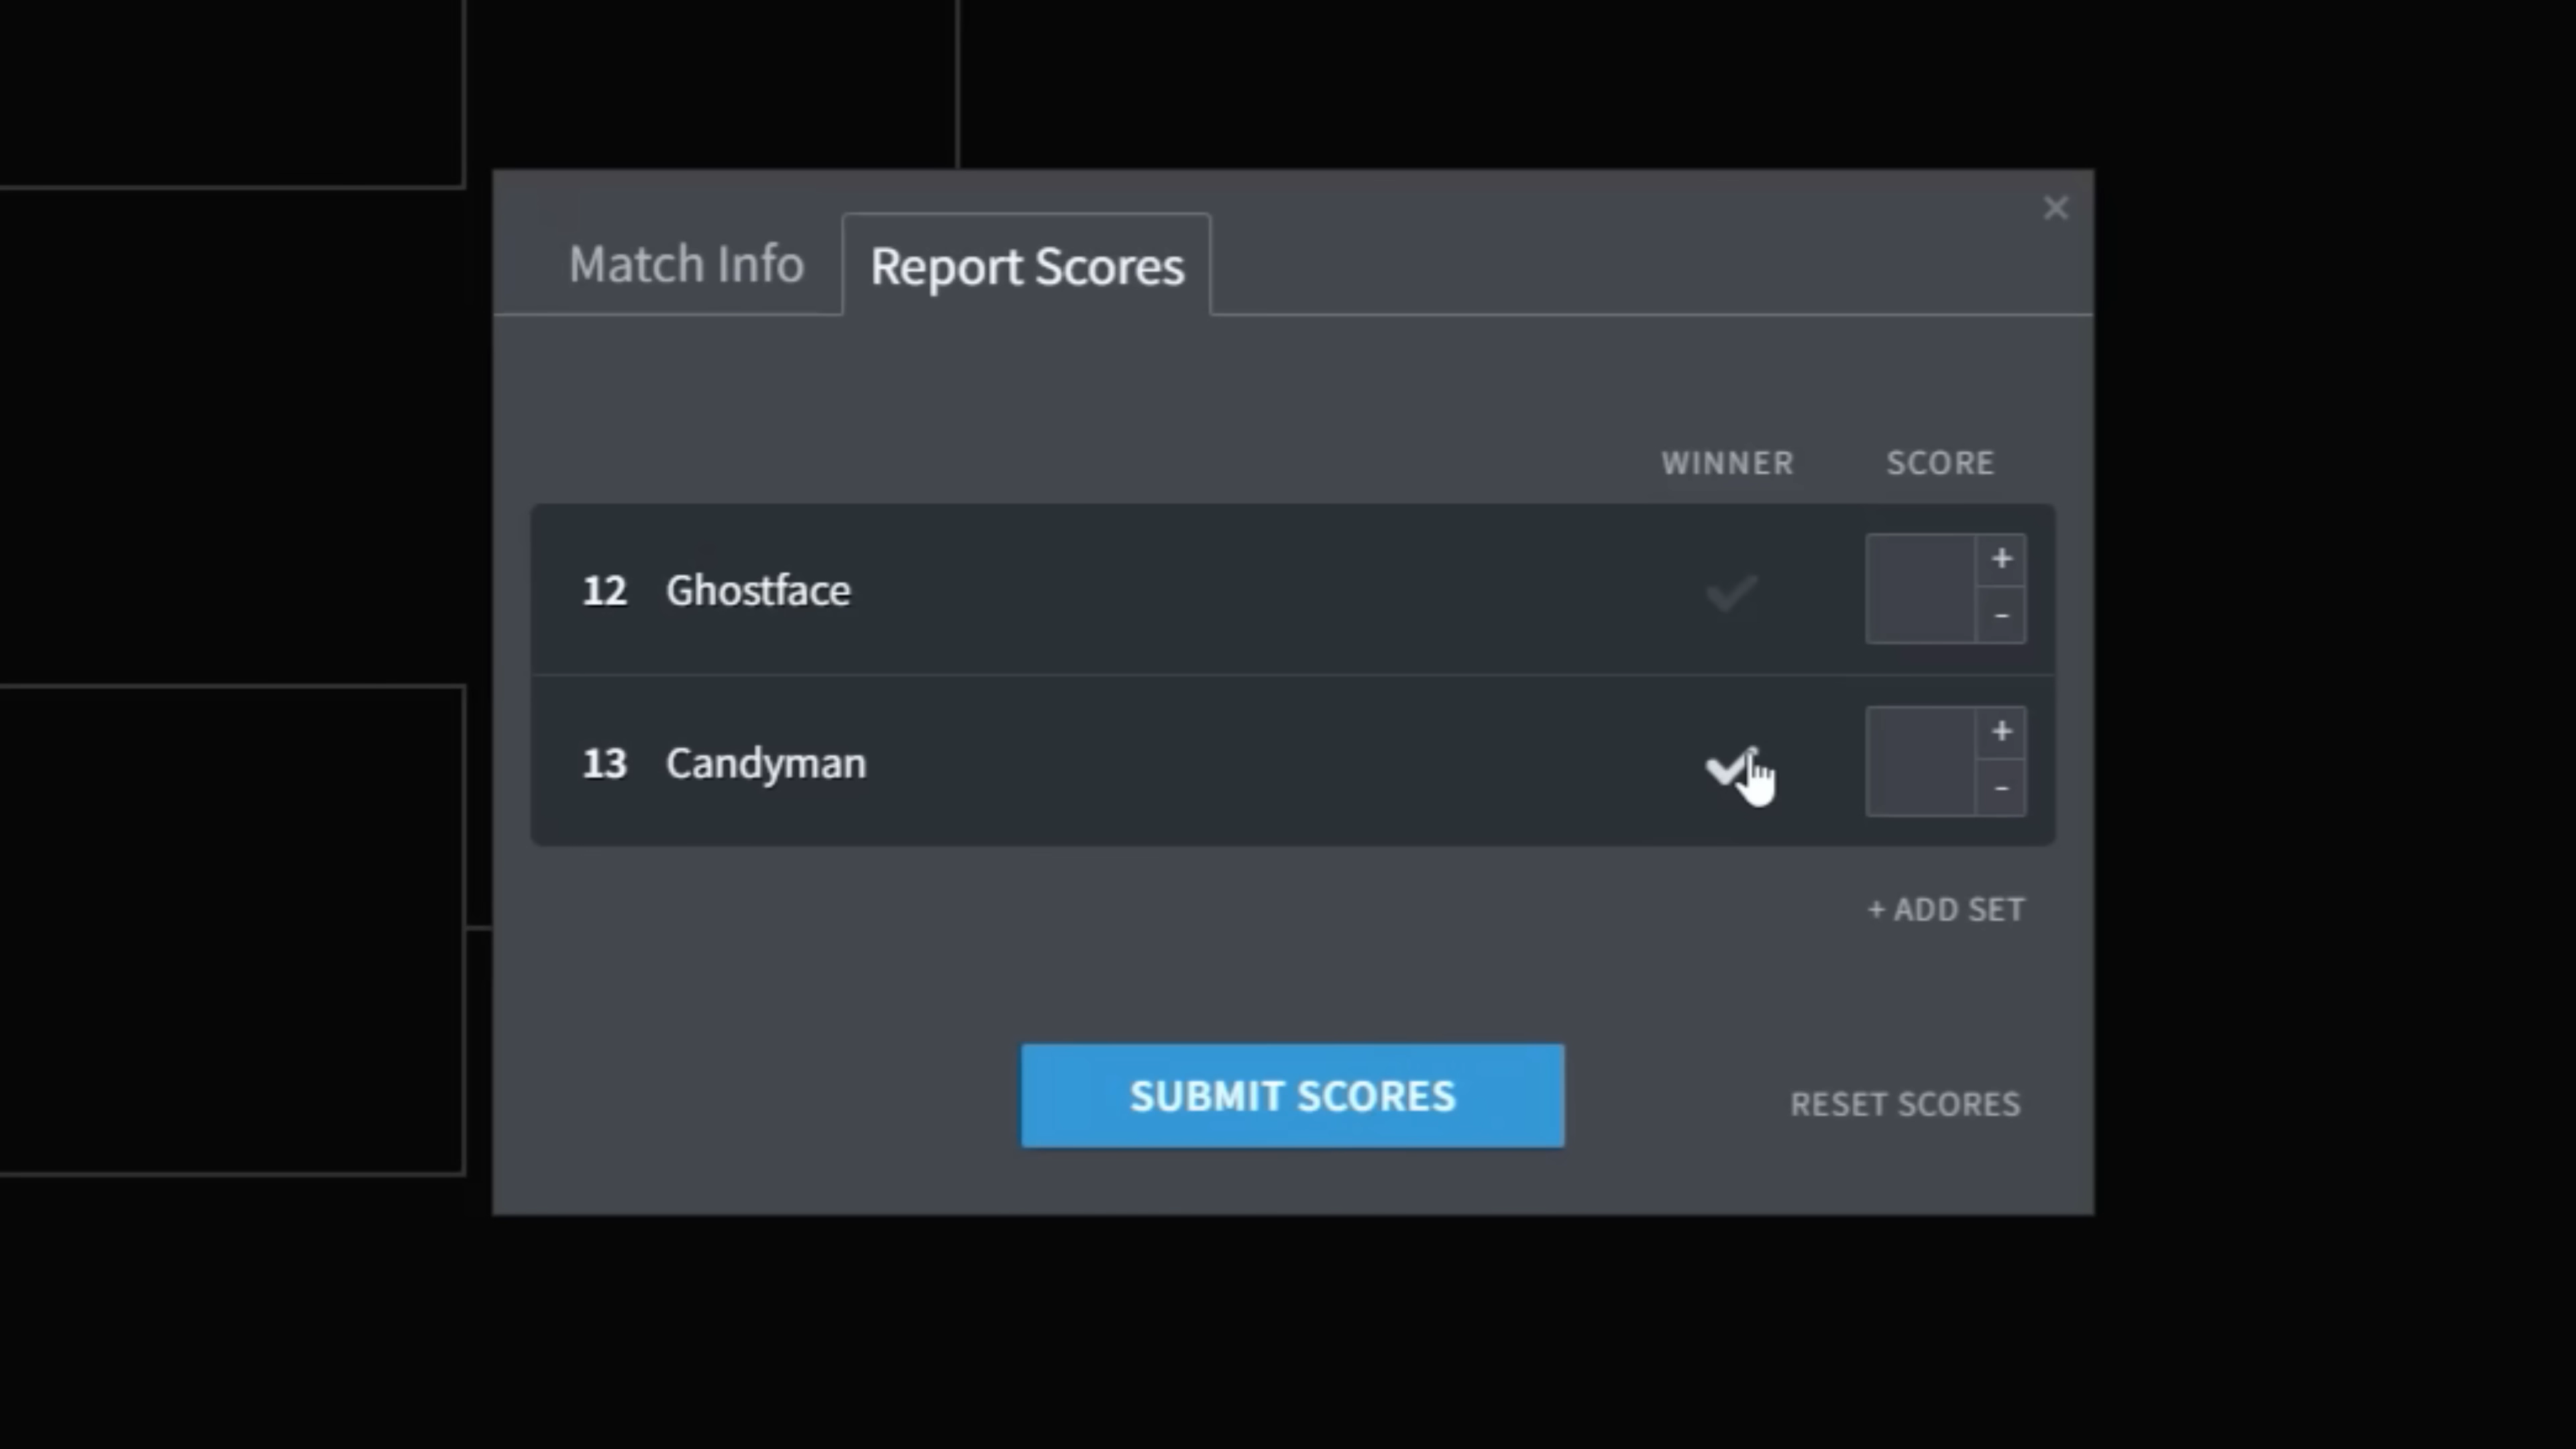 Match Info
Report Scores
WINNER
SCORE
12 Ghostface
+
-
13 Candyman
+
-
+ ADD SET
SUBMIT SCORES
RESET SCORES